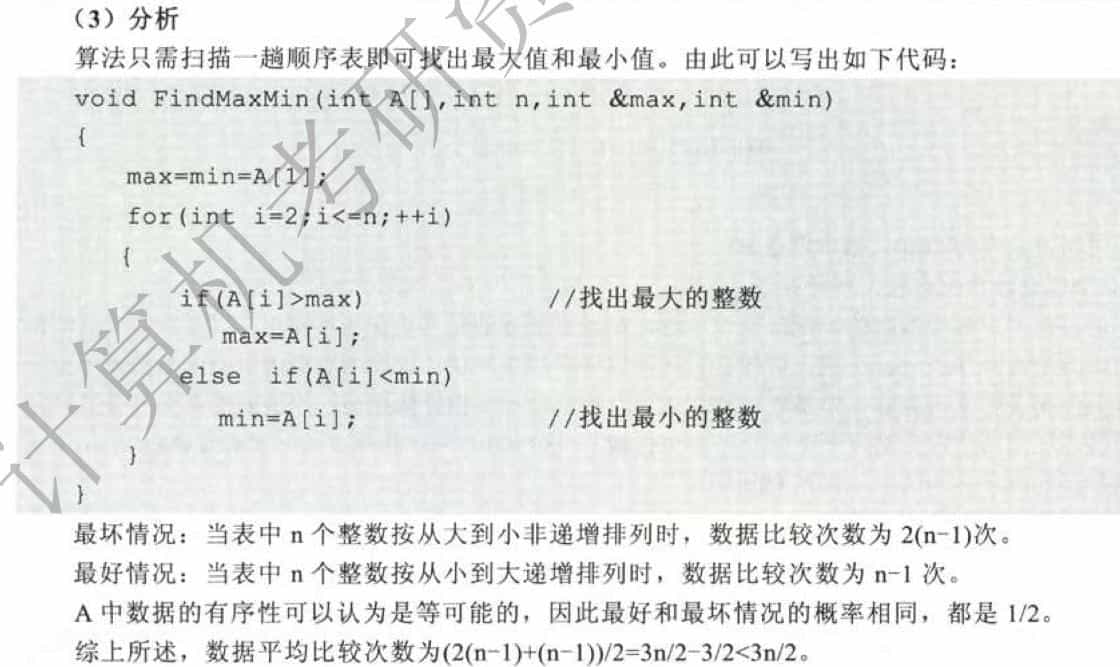 (3)分析
算法只需扫描一趟顺序表即可找出最大值和最小值。由此可以写出如下代码：
void FindMaxMin(int A[],int n,int &max,int &min)
{
max=min=A[1];
for(int i=2;i<=n;++i)
{
if(A[i]>max) //找出最大的整数
max=A[i];
else if(A[i]<min)
min=A[i]; //找出最小的整数
}
}
最坏情况：当表中 n 个整数按从大到小非递增排列时，数据比较次数为 2(n-1)次。
最好情况：当表中 n 个整数按从小到大递增排列时，数据比较次数为 n-1 次。
A 中数据的有序性可以认为是等可能的，因此最好和最坏情况的概率相同，都是 1/2。
综上所述，数据平均比较次数为(2(n-1)+(n-1))/2=3n/2-3/2<3n/2。
计算机考研